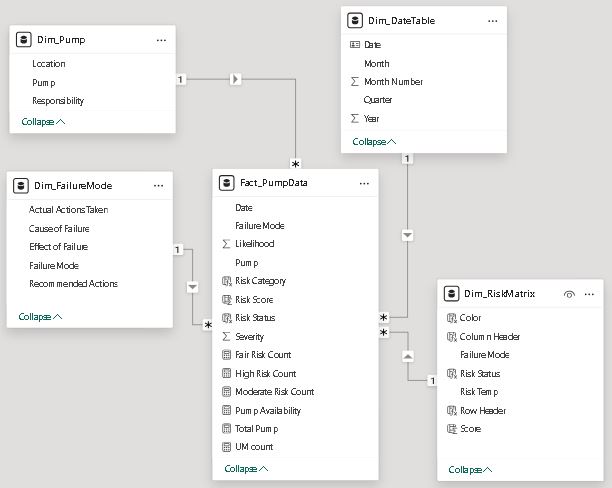 Dim_Pump
Location
Pump
Responsibility
Collapse
1
*
Dim_DateTable
Date
Month
Month Number
Quarter
Year
Collapse
1
*
Dim_FailureMode
Actual Actions Taken
Cause of Failure
Effect of Failure
Failure Mode
Recommended Actions
Collapse
1
*
Fact_PumpData
Date
Failure Mode
Likelihood
Pump
Risk Category
Risk Score
Risk Status
Severity
Fair Risk Count
High Risk Count
Moderate Risk Count
Pump Availability
Total Pump
UM count
Collapse
*
1
Dim_RiskMatrix
Color
Column Header
Failure Mode
Risk Status
Risk Temp
Row Header
Score
Collapse